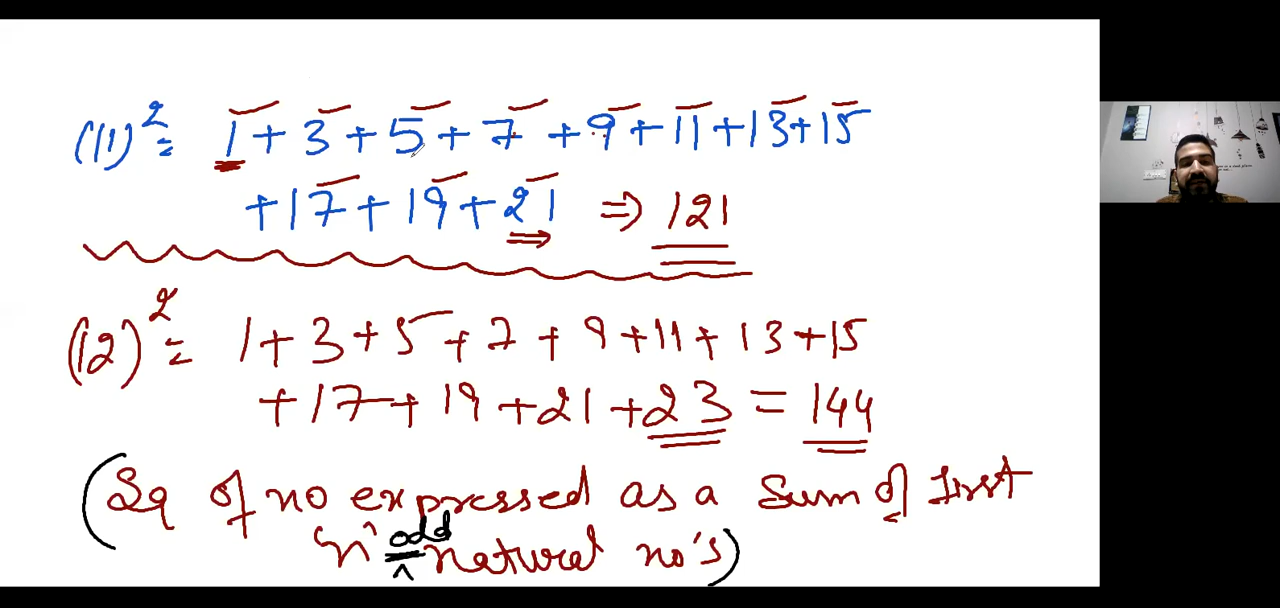 (11)² = 1 + 3 + 5 + 7 + 9 + 11 + 13 + 15
+ 17 + 19 + 21 ⇒ 121
(12)² = 1 + 3 + 5 + 7 + 9 + 11 + 13 + 15
+ 17 + 19 + 21 + 23 = 144
(Sq of no expressed as a Sum of first
'n' odd natural no's)